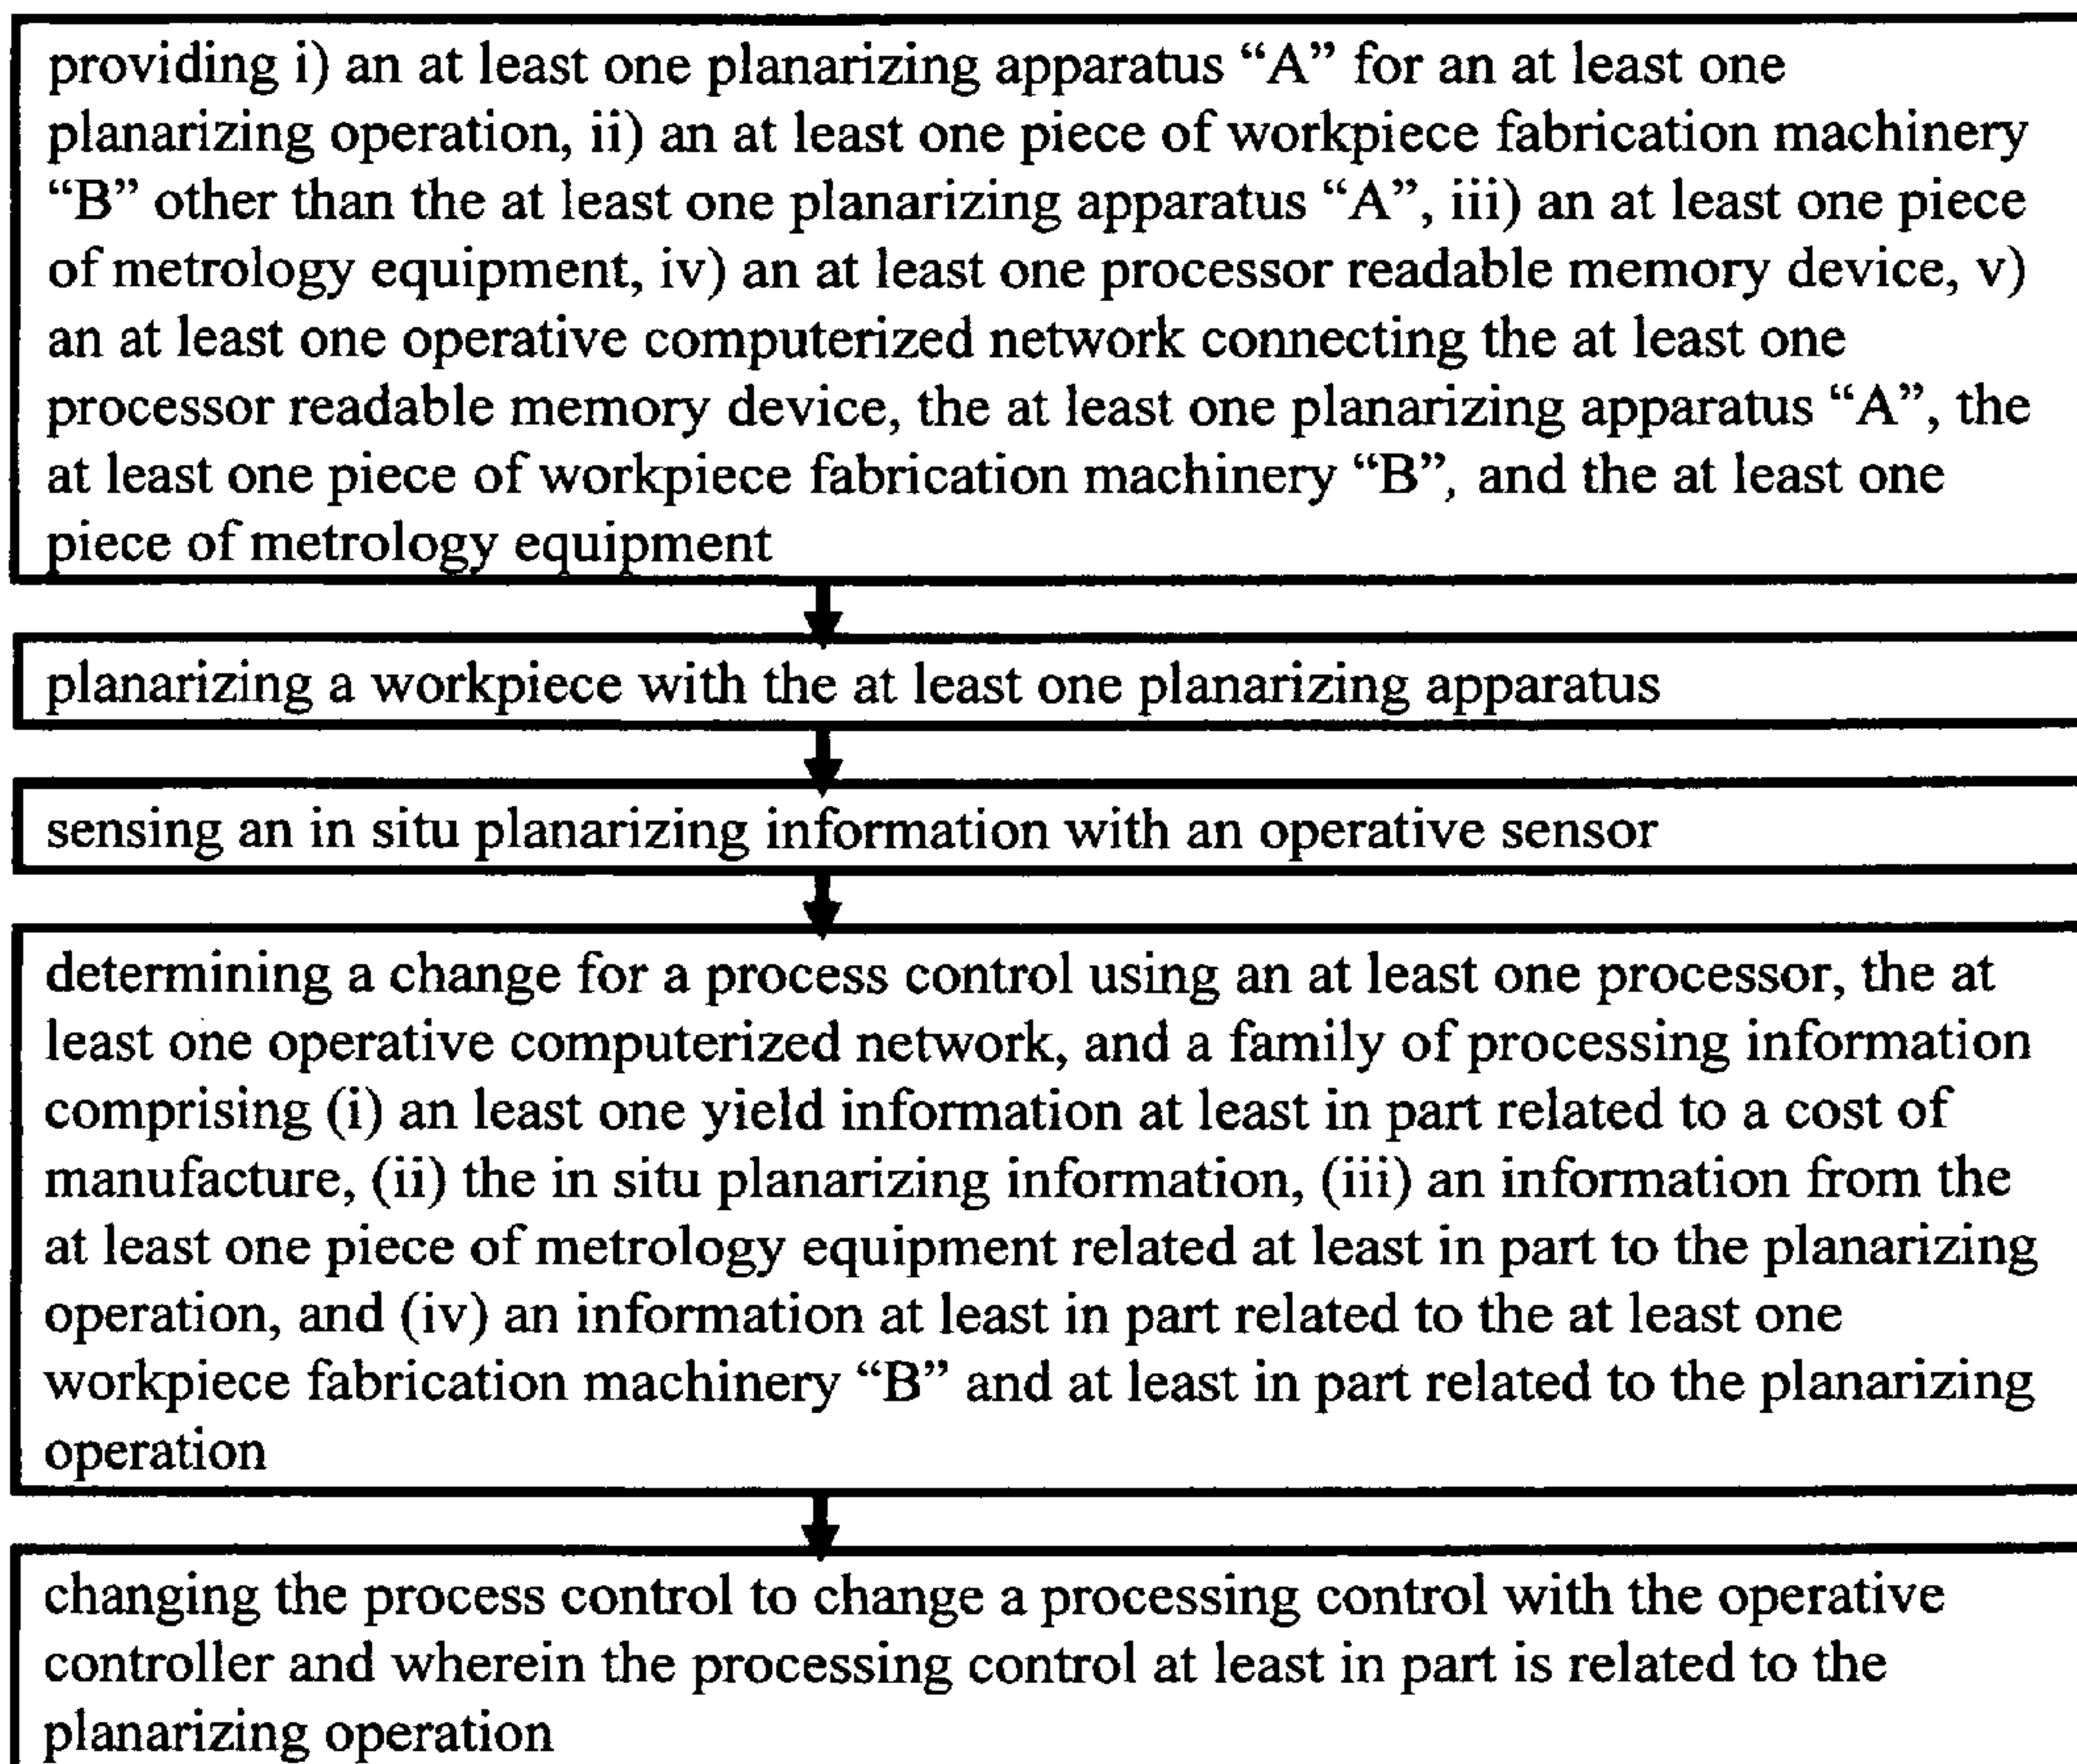 providing i) an at least one planarizing apparatus “A” for an at least one
planarizing operation, ii) an at least one piece of workpiece fabrication machinery
“B” other than the at least one planarizing apparatus “A”, iii) an at least one piece
of metrology equipment, iv) an at least one processor readable memory device, v)
an at least one operative computerized network connecting the at least one
processor readable memory device, the at least one planarizing apparatus “A”, the
at least one piece of workpiece fabrication machinery “B”, and the at least one
piece of metrology equipment
planarizing a workpiece with the at least one planarizing apparatus
sensing an in situ planarizing information with an operative sensor
determining a change for a process control using an at least one processor, the at
least one operative computerized network, and a family of processing information
comprising (i) an least one yield information at least in part related to a cost of
manufacture, (ii) the in situ planarizing information, (iii) an information from the
at least one piece of metrology equipment related at least in part to the planarizing
operation, and (iv) an information at least in part related to the at least one
workpiece fabrication machinery “B” and at least in part related to the planarizing
operation
changing the process control to change a processing control with the operative
controller and wherein the processing control at least in part is related to the
planarizing operation